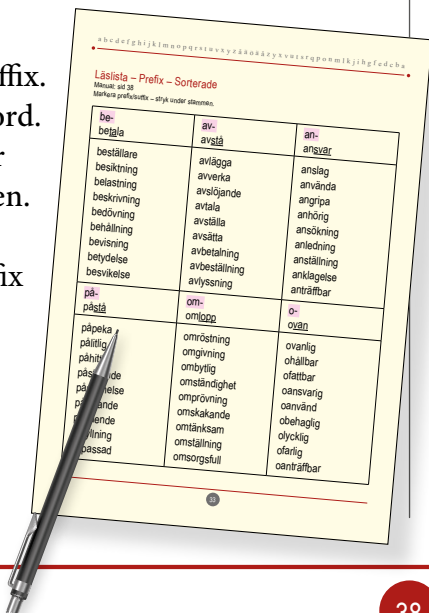 ffix.
ord.
r
en.
fix
a b c d e f g h i j k l m n o p q r s t u v x y z å ä ö ö ä å z y x v u t s r q p o n m l k j i h g f e d c b a
Läslista – Prefix – Sorterade
Manual: sid 38
Markera prefix/suffix – stryk under stammen.
be-
betala
beställare
besiktning
belastning
beskrivning
bedövning
behållning
bevisning
betydelse
besvikelse
av-
avstå
avlägga
avverka
avslöjande
avtala
avställa
avsätta
avbetalning
avbeställning
avlyssning
an-
ansvar
anslag
använda
angripa
anhörig
ansökning
anledning
anställning
anklagelse
anträffbar
på-
påstå
påpeka
pålitlig
påhitt
om-
omlopp
omröstning
omgivning
ombytlig
omständighet
omprövning
omskakande
omtänksam
omställning
omsorgsfull
o-
ovan
ovanlig
ohållbar
ofattbar
oansvarig
oanvänd
obehaglig
olycklig
ofarlig
oanträffbar
33
38